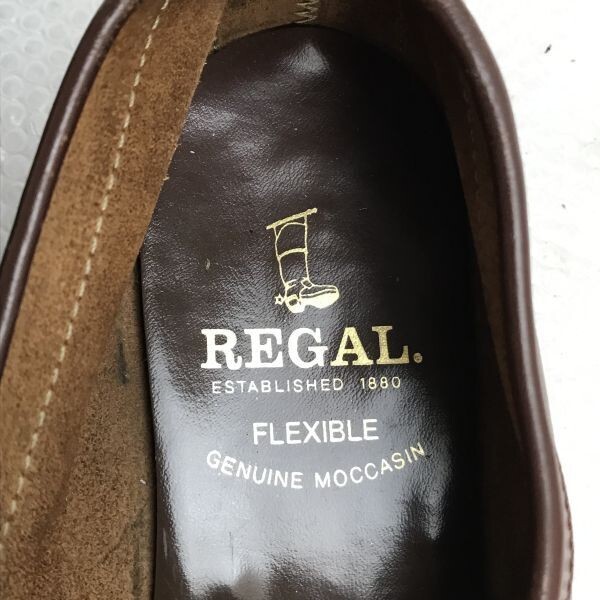 REGAL.
ESTABLISHED 1880
FLEXIBLE
GENUINE MOCCASIN